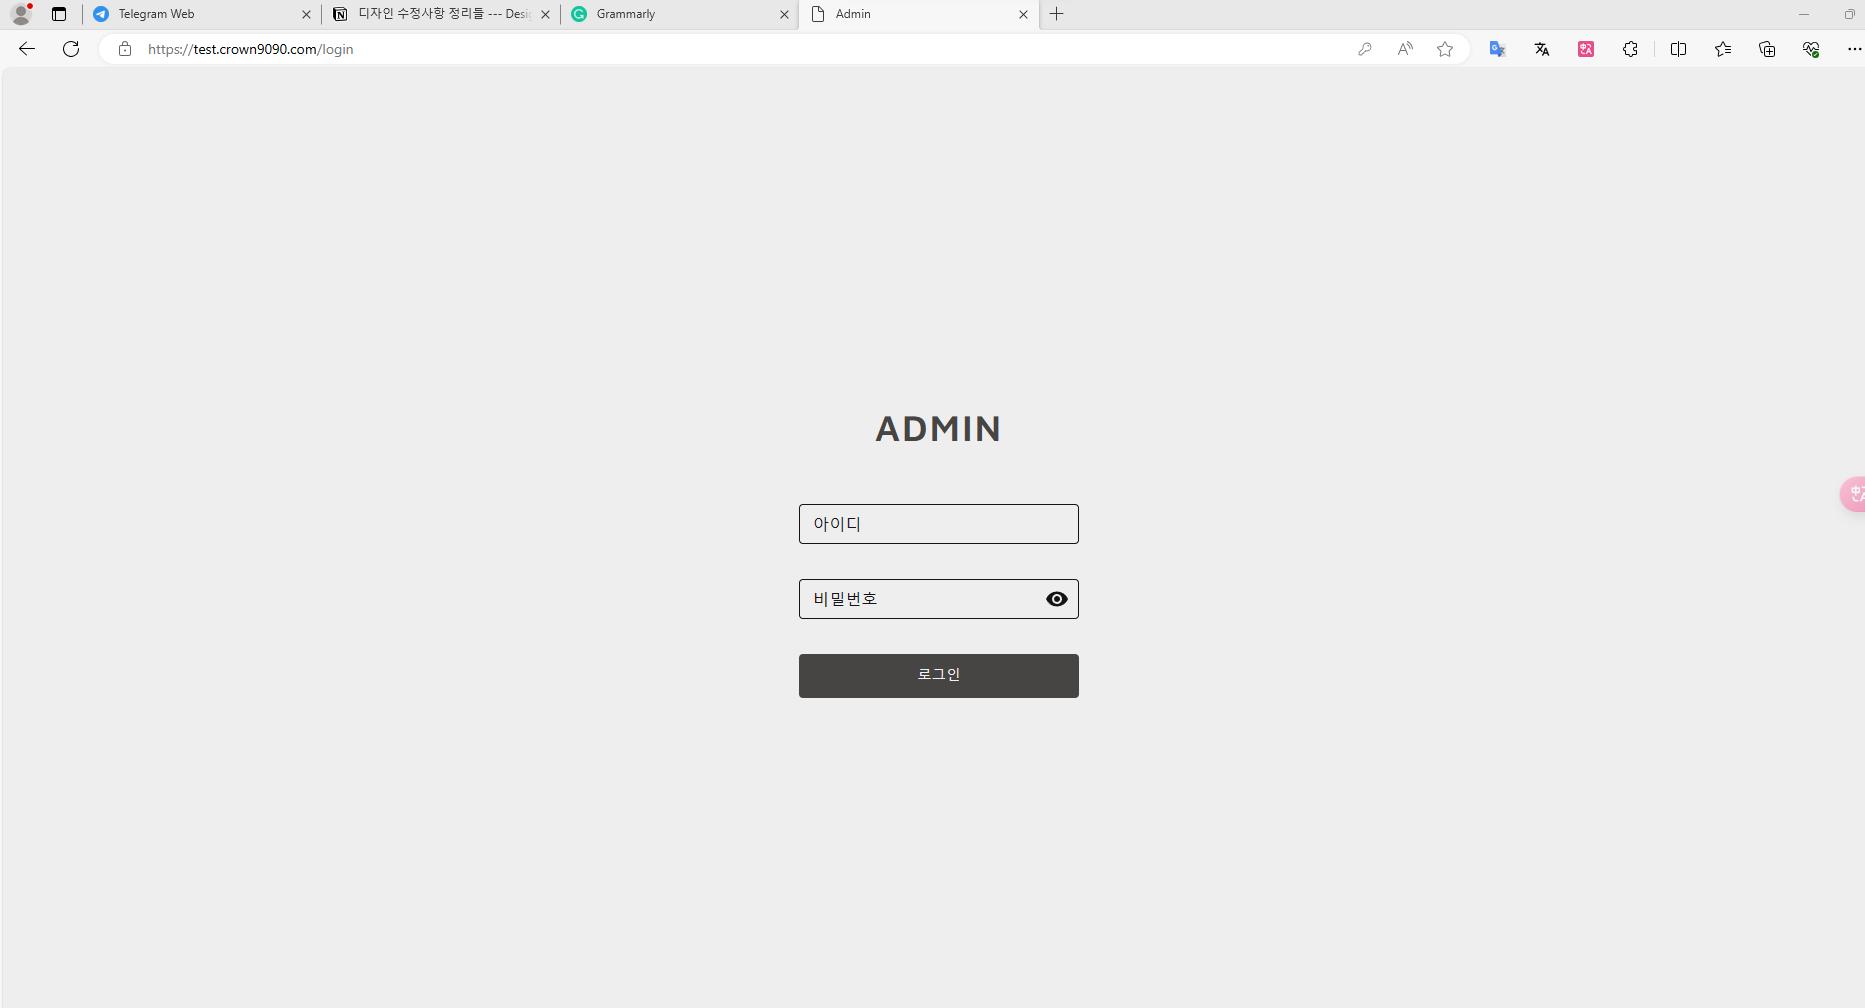 Telegram Web
디자인 수정사항 정리들 --- Desi
Grammarly
Admin
https://test.crown9090.com/login
ADMIN
아이디
비밀번호
로그인